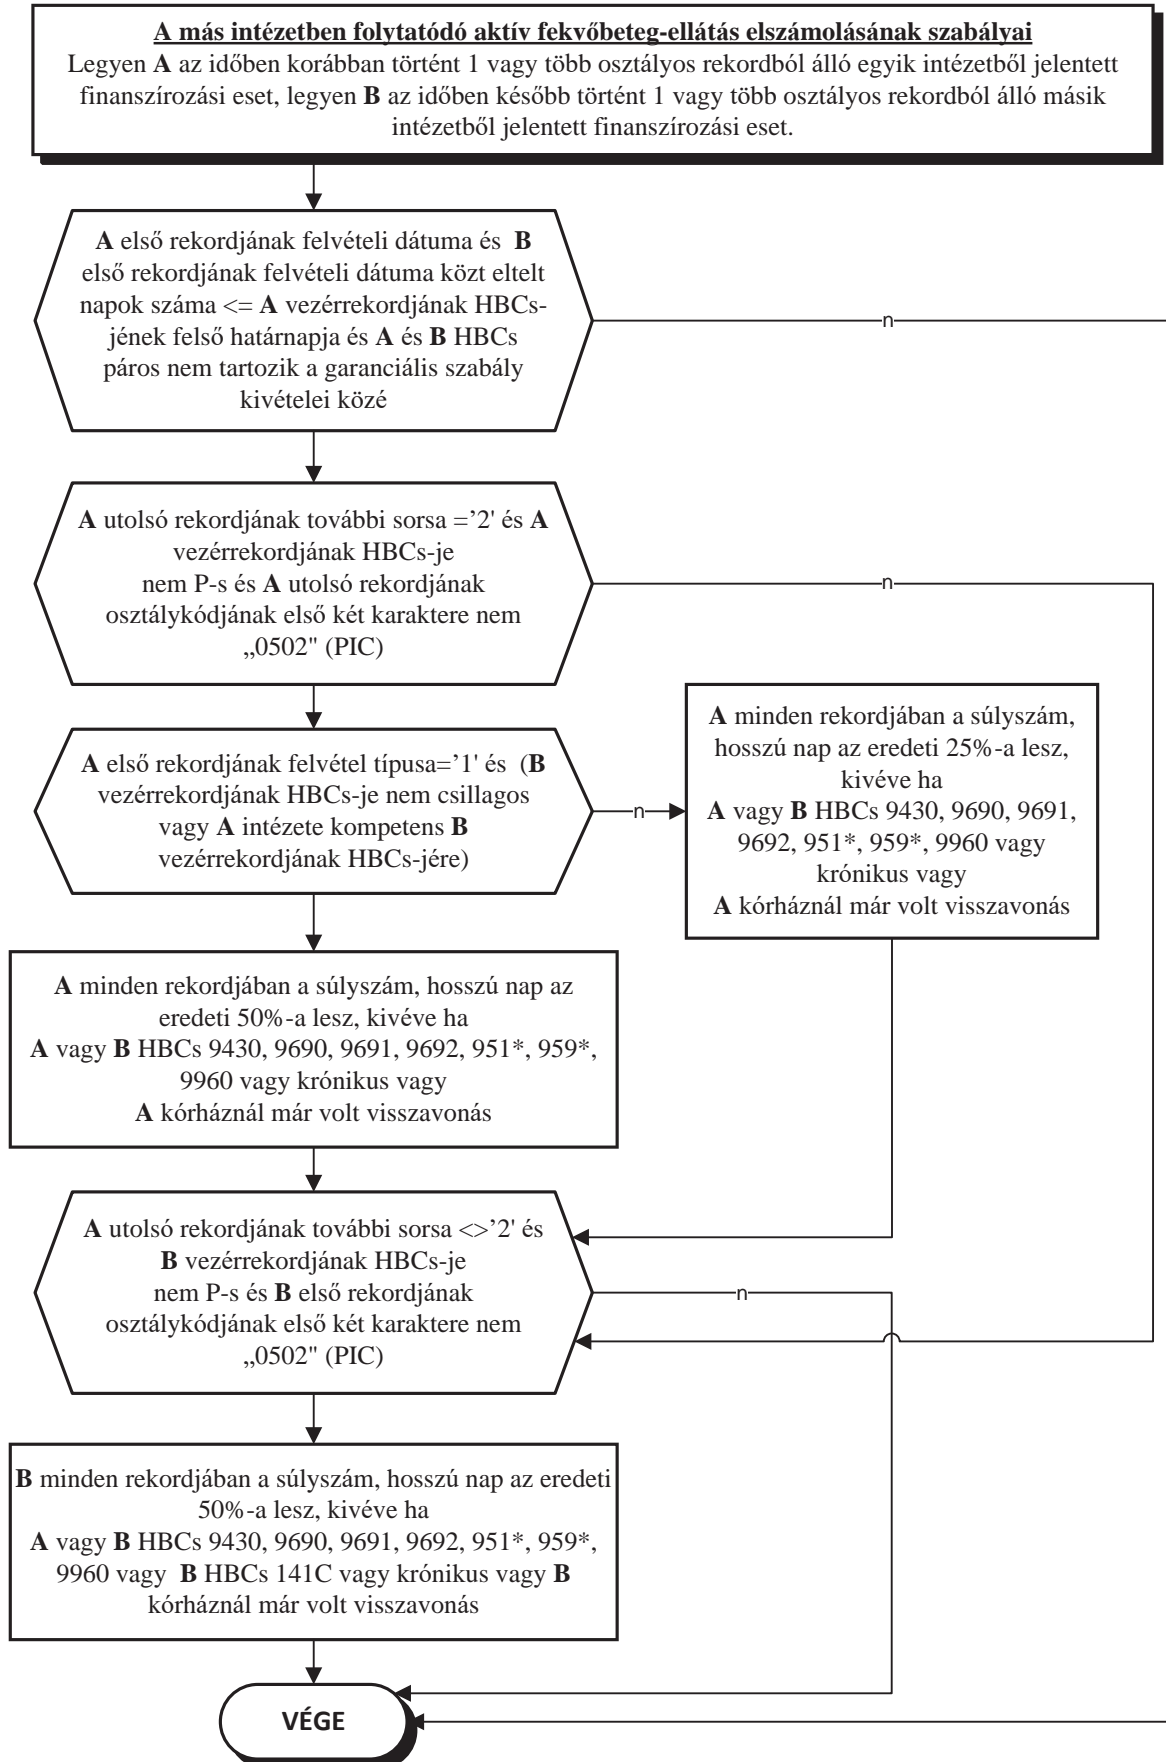 A más intézetben folytatódó aktív fekvőbeteg-ellátás elszámolásának szabályai
Legyen A az időben korábban történt 1 vagy több osztályos rekordból álló egyik intézetből jelentett
finanszírozási eset, legyen B az időben később történt 1 vagy több osztályos rekordból álló másik
intézetből jelentett finanszírozási eset.
A első rekordjának felvételi dátuma és B
első rekordjának felvételi dátuma közt eltelt
napok száma <= A vezérrekordjának HBCs-
jének felső határnapja és A és B HBCs
páros nem tartozik a garanciális szabály
kivételei közé
n
A utolsó rekordjának további sorsa =’2' és A
vezérrekordjának HBCs-je
nem P-s és A utolsó rekordjának
osztálykódjának első két karaktere nem
„0502" (PIC)
n
A első rekordjának felvétel típusa=’1' és (B
vezérrekordjának HBCs-je nem csillagos
vagy A intézete kompetens B
vezérrekordjának HBCs-jére)
n
A minden rekordjában a súlyszám,
hosszú nap az eredeti 25%-a lesz,
kivéve ha
A vagy B HBCs 9430, 9690, 9691,
9692, 951*, 959*, 9960 vagy
krónikus vagy
A kórháznál már volt visszavonás
A minden rekordjában a súlyszám, hosszú nap az
eredeti 50%-a lesz, kivéve ha
A vagy B HBCs 9430, 9690, 9691, 9692, 951*, 959*,
9960 vagy krónikus vagy
A kórháznál már volt visszavonás
A utolsó rekordjának további sorsa <>’2' és
B vezérrekordjának HBCs-je
nem P-s és B első rekordjának
osztálykódjának első két karaktere nem
„0502" (PIC)
n
B minden rekordjában a súlyszám, hosszú nap az eredeti
50%-a lesz, kivéve ha
A vagy B HBCs 9430, 9690, 9691, 9692, 951*, 959*,
9960 vagy B HBCs 141C vagy krónikus vagy B
kórháznál már volt visszavonás
VÉGE